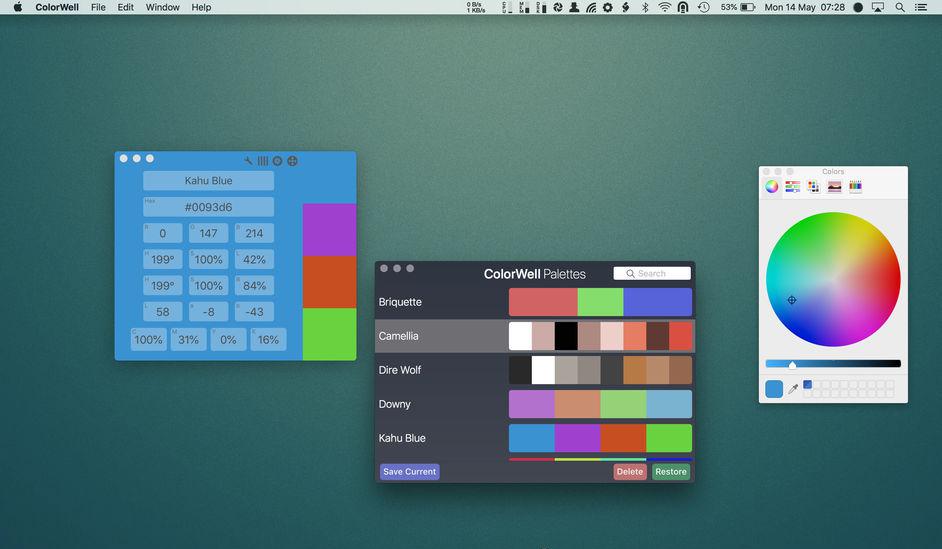 ColorWell File Edit Window Help
0 B/s
1 KB/s
53% Mon 14 May 07:28
Kahu Blue
Hex
#0093d6
R 0 G 147 B 214
H 199° S 100% L 42%
H 199° S 100% B 84%
L 58 a -8 b -43
C 100% M 31% Y 0% K 16%
Colors
ColorWell Palettes
Search
Briquette
Camellia
Dire Wolf
Downy
Kahu Blue
Save Current Delete Restore